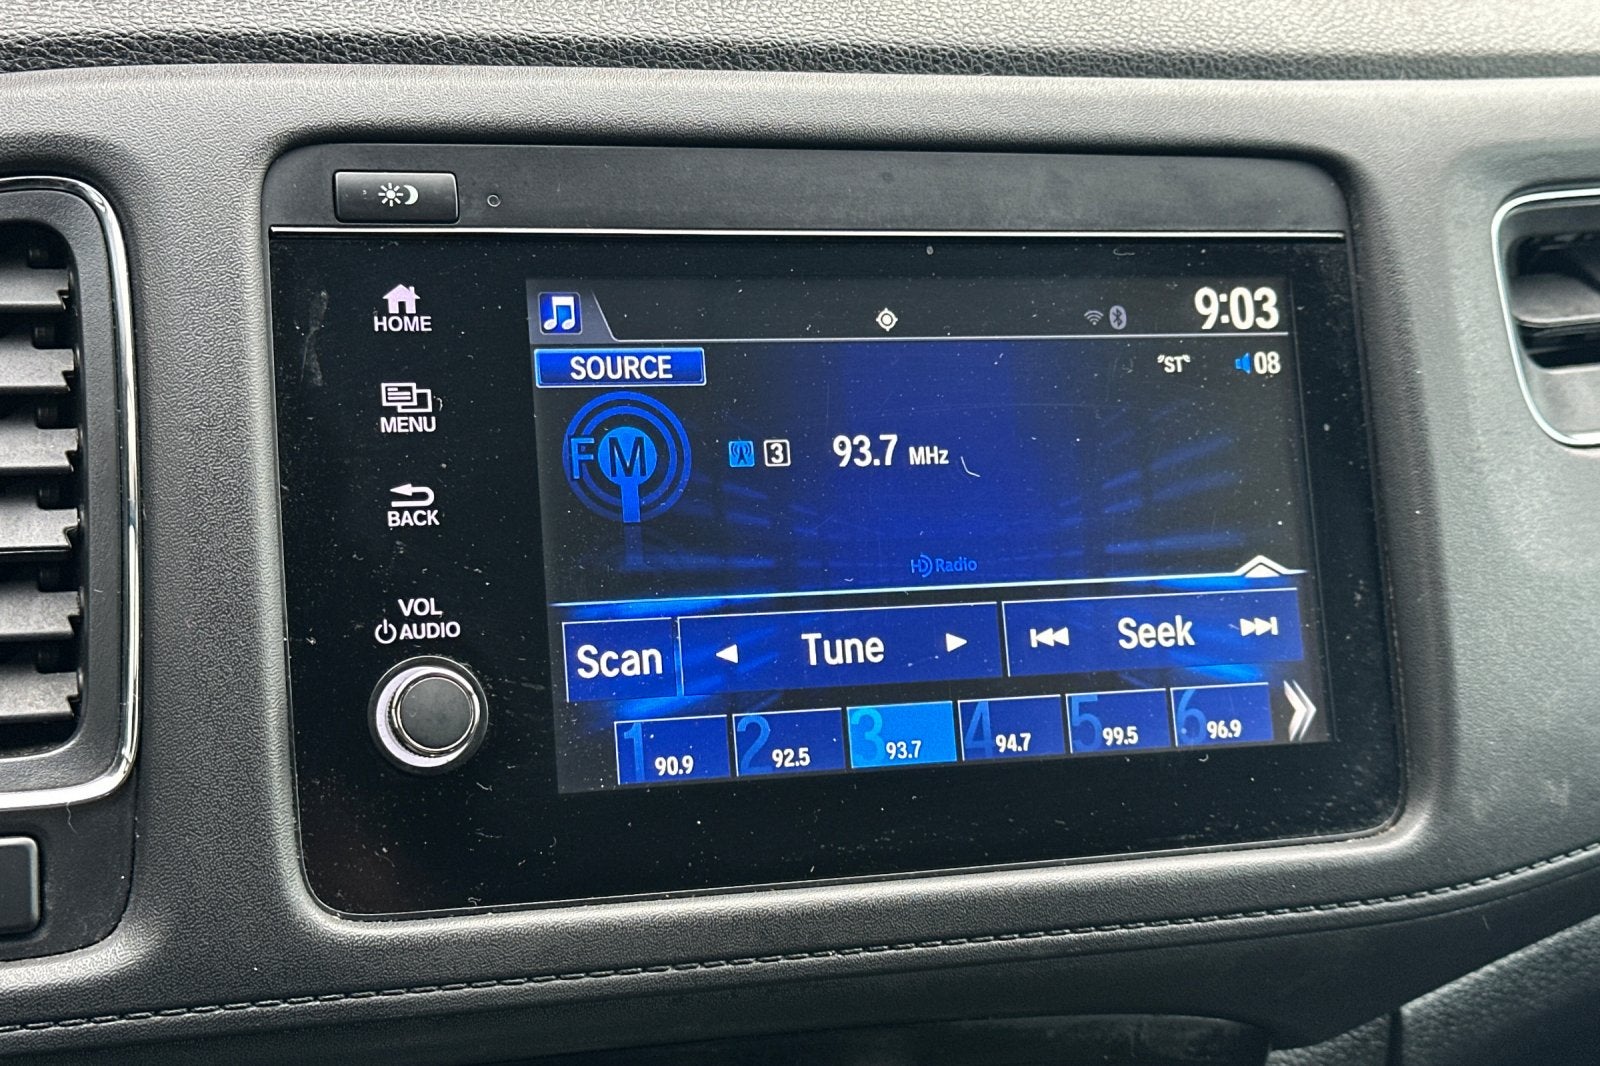 HOME
MENU
BACK
VOL
AUDIO
9:03
SOURCE
"ST"
08
FM
3
93.7 MHz
HD Radio
Scan
Tune
Seek
1 90.9
2 92.5
3 93.7
4 94.7
5 99.5
6 96.9